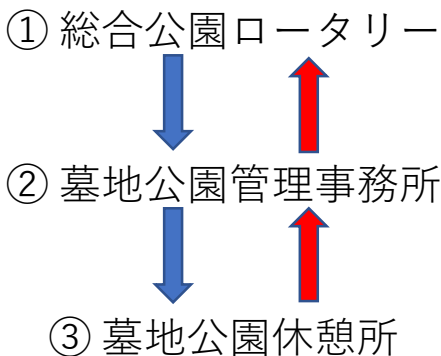 ① 総合公園ロータリー
② 墓地公園管理事務所
③ 墓地公園休憩所